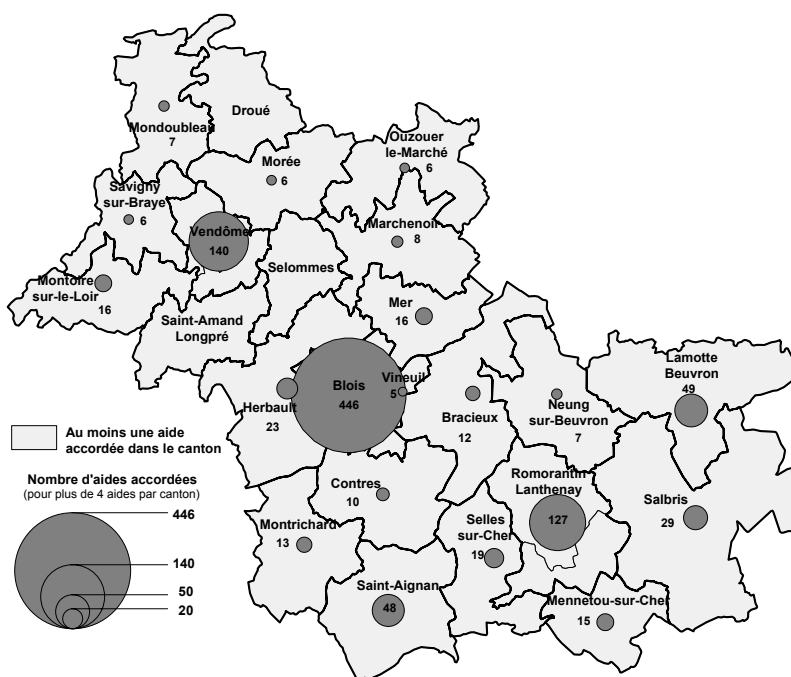 Droué
Mondoubleau
7
Ouzouer
le-Marché
6
Morée
6
Savigny
sur-Braye
6
Vendôme
140
Marchenoir
8
Selommes
Montoire
sur-le-Loir
16
Mer
16
Saint-Amand
Longpré
Lamotte
Beuvron
49
Blois
446
Vineuil
5
Herbault
23
Bracieux
12
Neung
sur-Beuvron
7
Au moins une aide
accordée dans le canton
Nombre d'aides accordées
(pour plus de 4 aides par canton)
446
140
50
20
Contres
10
Romorantin
Lanthenay
127
Salbris
29
Montrichard
13
Selles
sur-Cher
19
Saint-Aignan
48
Mennetou-sur-Cher
15